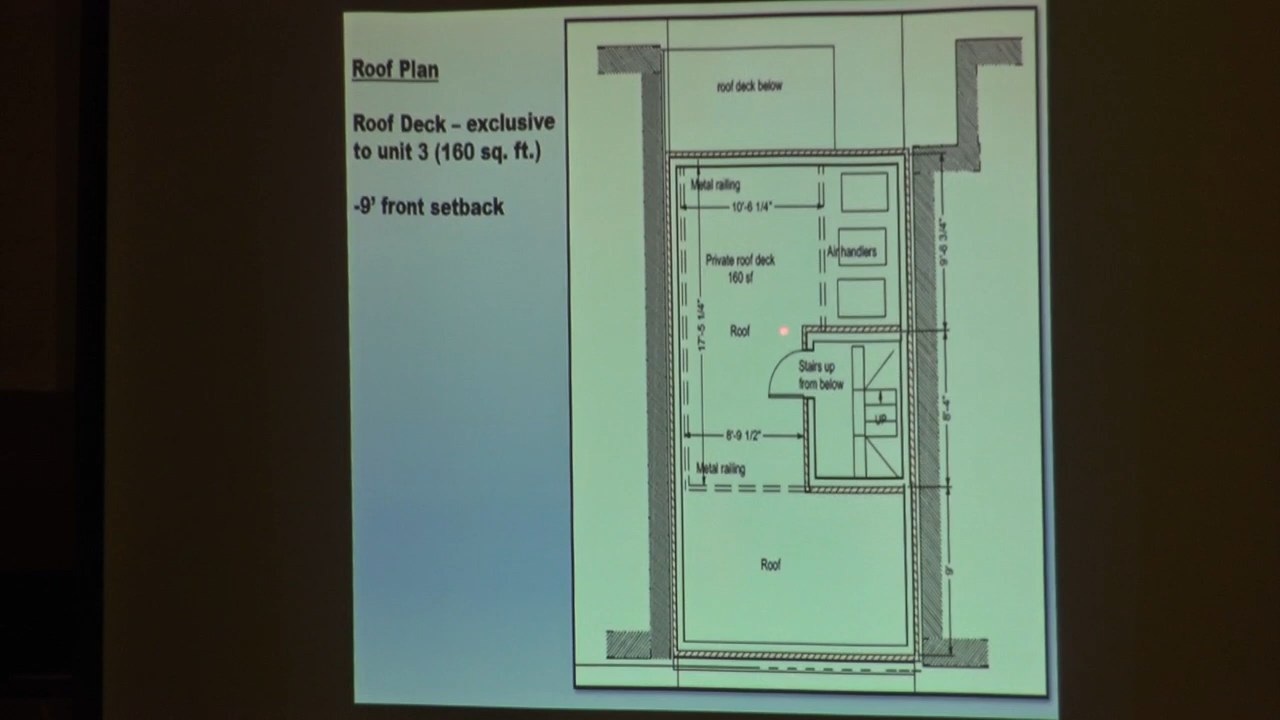 Roof Plan
Roof Deck – exclusive
to unit 3 (160 sq. ft.)
-9' front setback
roof deck below
Metal railing
10'-6 1/4"
Air handlers
9'-6 3/4"
Private roof deck
160 sf
17'-5 1/4"
Roof
Stairs up
from below
UP
8'-4"
8'-9 1/2"
Metal railing
Roof
9'